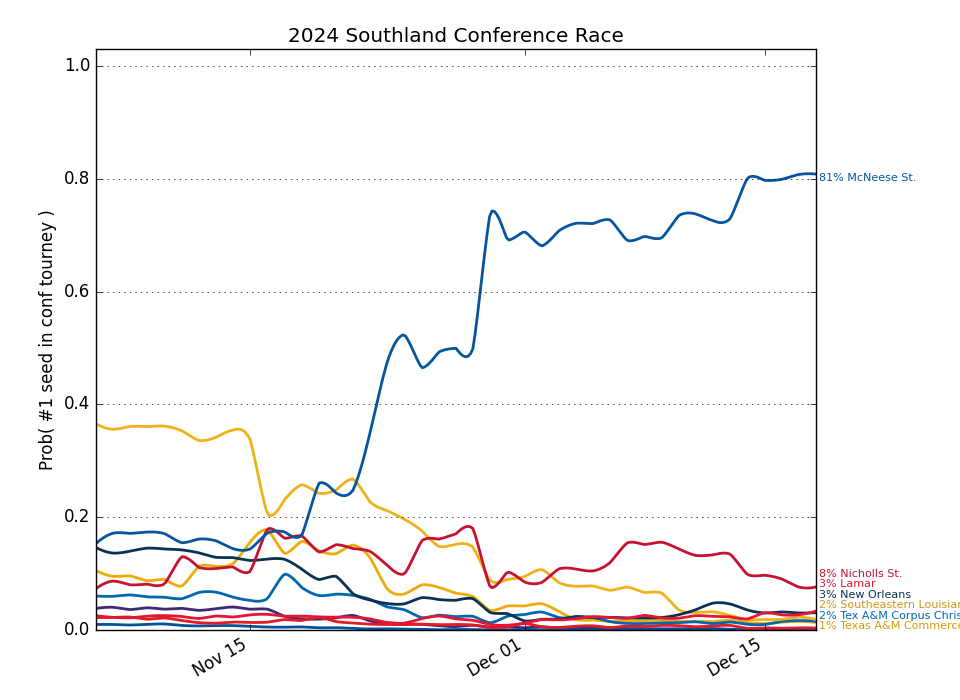 2024 Southland Conference Race
Prob( #1 seed in conf tourney )
1.0
0.8
0.6
0.4
0.2
0.0
Nov 15
Dec 01
Dec 15
81% McNeese St.
8% Nicholls St.
3% Lamar
3% New Orleans
2% Southeastern Louisian
2% Tex A&M Corpus Chris
1% Texas A&M Commerce